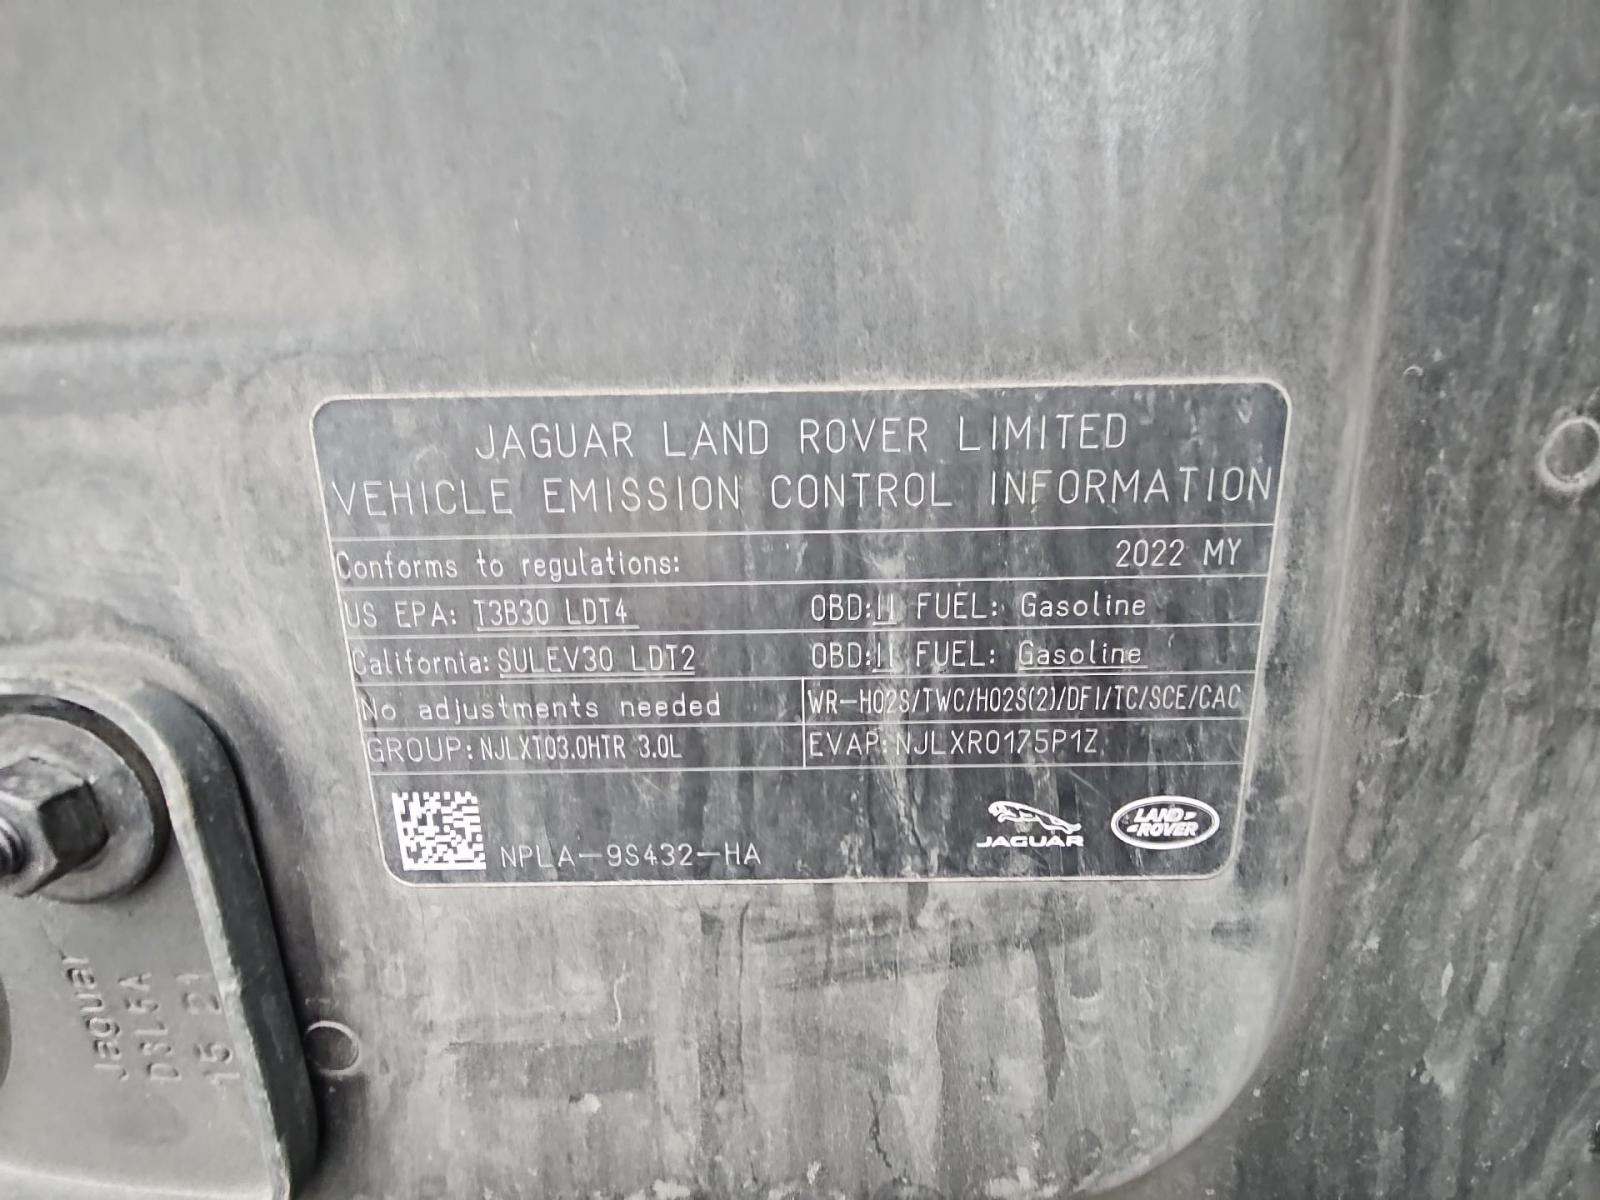 JAGUAR LAND ROVER LIMITED
VEHICLE EMISSION CONTROL INFORMATION
Conforms to regulations: 2022 MY
US EPA: T3B30 LDT4 OBD:II FUEL: Gasoline
California: SULEV30 LDT2 OBD:II FUEL: Gasoline
No adjustments needed WR-HO2S/TWC/HO2S(2)/DFI/TC/SCE/CAC
GROUP: NJLXT03.0HTR 3.0L EVAP: NJLXR0175P1Z
NPLA-9S432-HA
JAGUAR
LAND
ROVER
Jaguar
D8L5A
15 21